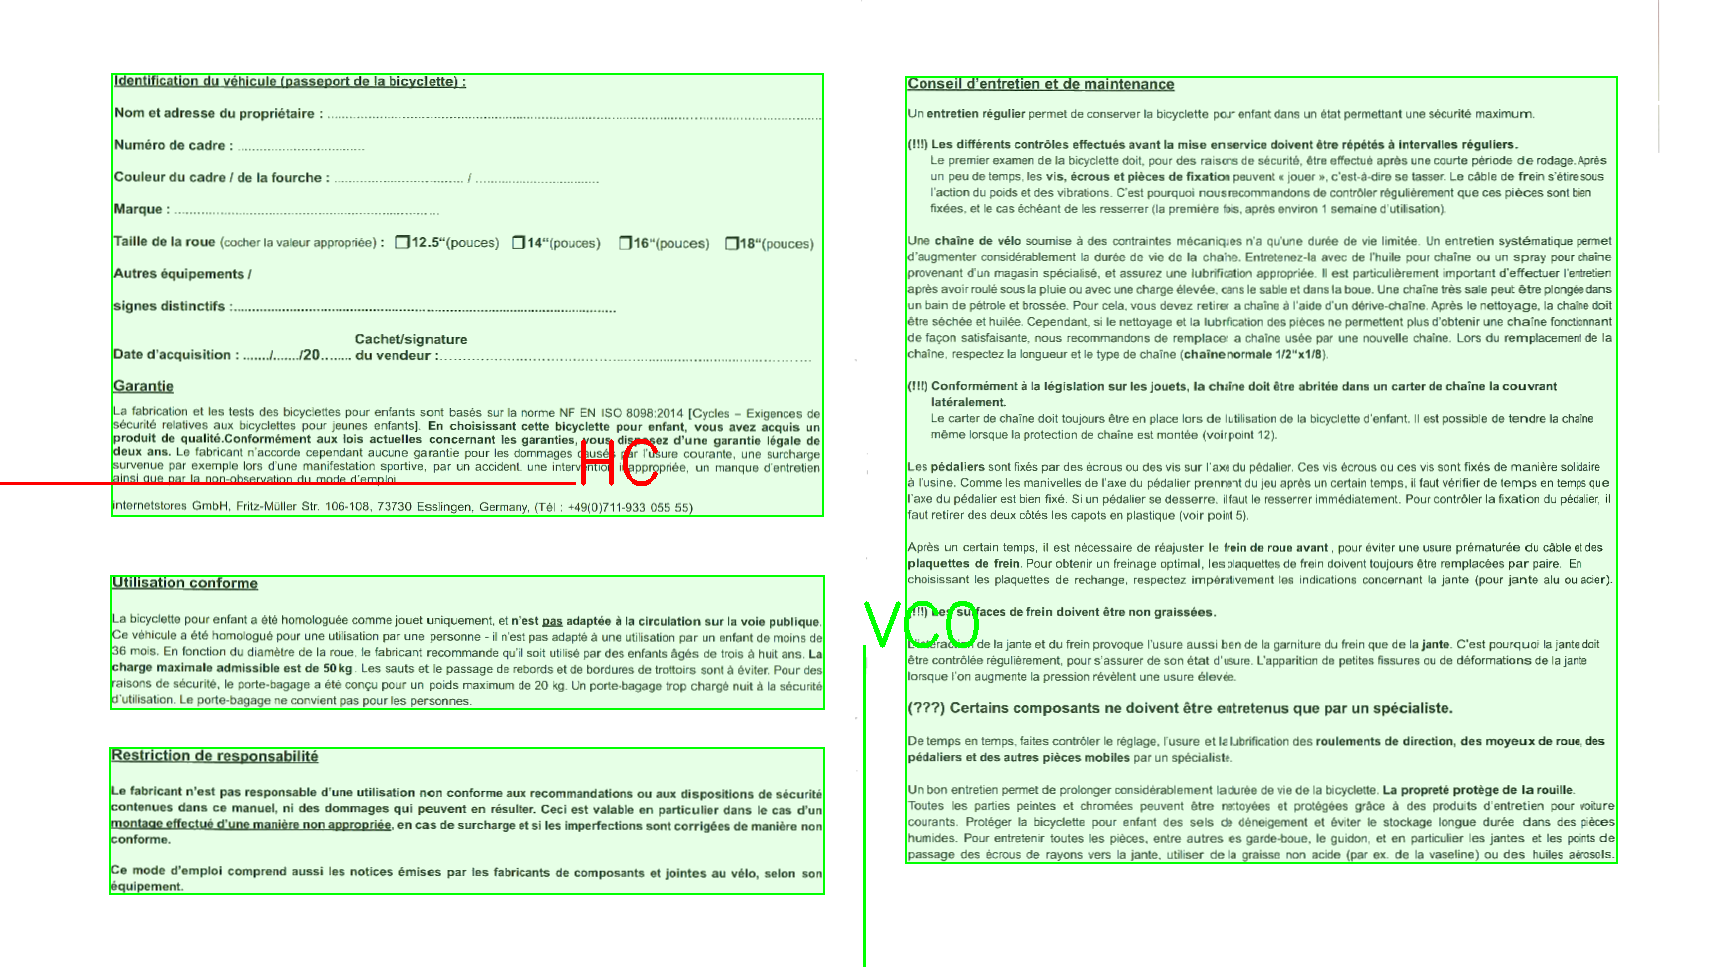 Identification du véhicule (passeport de la bicyclette) :
Nom et adresse du propriétaire : ........................................................
Numéro de cadre : ................................
Couleur du cadre / de la fourche : ................................ / ................................
Marque : ................................................................
Taille de la roue (cocher la valeur appropriée) : ❒12.5“(pouces) ❒14“(pouces) ❒16“(pouces) ❒18“(pouces)
Autres équipements /
signes distinctifs :................................................................
Cachet/signature
Date d'acquisition : ......./......./20........ du vendeur :................................................................
Garantie
La fabrication et les tests des bicyclettes pour enfants sont basés sur la norme NF EN ISO 8098:2014 [Cycles – Exigences de
sécurité relatives aux bicyclettes pour jeunes enfants]. En choisissant cette bicyclette pour enfant, vous avez acquis un
produit de qualité.Conformément aux lois actuelles concernant les garanties, vous disposez d'une garantie légale de
deux ans. Le fabricant n'accorde cependant aucune garantie pour les dommages causés par l'usure courante, une surcharge
survenue par exemple lors d'une manifestation sportive, par un accident. une intervention inappropriée, un manque d'entretien
ainsi que par la non-observation du mode d'emploi
HC
internetstores GmbH, Fritz-Müller Str. 106-108, 73730 Esslingen, Germany, (Tél : +49(0)711-933 055 55)
Utilisation conforme
La bicyclette pour enfant a été homologuée comme jouet uniquement, et n'est pas adaptée à la circulation sur la voie publique.
Ce véhicule a été homologué pour une utilisation par une personne - il n'est pas adapté à une utilisation par un enfant de moins de
36 mois. En fonction du diamètre de la roue, le fabricant recommande qu'il soit utilisé par des enfants âgés de trois à huit ans. La
charge maximale admissible est de 50 kg. Les sauts et le passage de rebords et de bordures de trottoirs sont à éviter. Pour des
raisons de sécurité, le porte-bagage a été conçu pour un poids maximum de 20 kg. Un porte-bagage trop chargé nuit à la sécurité
d'utilisation. Le porte-bagage ne convient pas pour les personnes.
Restriction de responsabilité
Le fabricant n'est pas responsable d'une utilisation non conforme aux recommandations ou aux dispositions de sécurité
contenues dans ce manuel, ni des dommages qui peuvent en résulter. Ceci est valable en particulier dans le cas d'un
montage effectué d'une manière non appropriée, en cas de surcharge et si les imperfections sont corrigées de manière non
conforme.
Ce mode d'emploi comprend aussi les notices émises par les fabricants de composants et jointes au vélo, selon son
équipement.
Conseil d'entretien et de maintenance
Un entretien régulier permet de conserver la bicyclette pour enfant dans un état permettant une sécurité maximum.
(!!!) Les différents contrôles effectués avant la mise enservice doivent être répétés à intervalles réguliers.
Le premier examen de la bicyclette doit, pour des raisons de sécurité, être effectué après une courte période de rodage. Après
un peu de temps, les vis, écrous et pièces de fixation peuvent « jouer », c'est-à-dire se tasser. Le câble de frein s'étire sous
l'action du poids et des vibrations. C'est pourquoi nous recommandons de contrôler régulièrement que ces pièces sont bien
fixées, et le cas échéant de les resserrer (la première fois, après environ 1 semaine d'utilisation).
Une chaîne de vélo soumise à des contraintes mécaniques n'a qu'une durée de vie limitée. Un entretien systématique permet
d'augmenter considérablement la durée de vie de la chaîne. Entretenez-la avec de l'huile pour chaîne ou un spray pour chaîne
provenant d'un magasin spécialisé, et assurez une lubrification appropriée. Il est particulièrement important d'effectuer l'entretien
après avoir roulé sous la pluie ou avec une charge élevée, dans le sable et dans la boue. Une chaîne très sale peut être plongée dans
un bain de pétrole et brossée. Pour cela, vous devez retirer a chaîne à l'aide d'un dérive-chaîne. Après le nettoyage, la chaîne doit
être séchée et huilée. Cependant, si le nettoyage et la lubrification des pièces ne permettent plus d'obtenir une chaîne fonctionnant
de façon satisfaisante, nous recommandons de remplacer a chaîne usée par une nouvelle chaîne. Lors du remplacement de la
chaîne, respectez la longueur et le type de chaîne (chaîne normale 1/2“x1/8).
(!!!) Conformément à la législation sur les jouets, la chaîne doit être abritée dans un carter de chaîne la couvrant
latéralement.
Le carter de chaîne doit toujours être en place lors de lutilisation de la bicyclette d'enfant. Il est possible de tendre la chaîne
même lorsque la protection de chaîne est montée (voir point 12).
Les pédaliers sont fixés par des écrous ou des vis sur l'axe du pédalier. Ces vis écrous ou ces vis sont fixés de manière solidaire
à l'usine. Comme les manivelles de l'axe du pédalier prennent du jeu après un certain temps, il faut vérifier de temps en temps que
l'axe du pédalier est bien fixé. Si un pédalier se desserre, il faut le resserrer immédiatement. Pour contrôler la fixation du pédalier, il
faut retirer des deux côtés les capots en plastique (voir point 5).
Après un certain temps, il est nécessaire de réajuster le frein de roue avant , pour éviter une usure prématurée du câble et des
plaquettes de frein. Pour obtenir un freinage optimal, les plaquettes de frein doivent toujours être remplacées par paire. En
choisissant les plaquettes de rechange, respectez impérativement les indications concernant la jante (pour jante alu ou acier).
(!!!) Les surfaces de frein doivent être non graissées.
VC0
L'interaction de la jante et du frein provoque l'usure aussi bien de la garniture du frein que de la jante. C'est pourquoi la jante doit
être contrôlée régulièrement, pour s'assurer de son état d'usure. L'apparition de petites fissures ou de déformations de la jante
lorsque l'on augmente la pression révèlent une usure élevée.
(???) Certains composants ne doivent être entretenus que par un spécialiste.
De temps en temps, faites contrôler le réglage, l'usure et la lubrification des roulements de direction, des moyeux de roue, des
pédaliers et des autres pièces mobiles par un spécialiste.
Un bon entretien permet de prolonger considérablement la durée de vie de la bicyclette. La propreté protège de la rouille.
Toutes les parties peintes et chromées peuvent être nettoyées et protégées grâce à des produits d'entretien pour voiture
courants. Protéger la bicyclette pour enfant des sels de déneigement et éviter le stockage longue durée dans des pièces
humides. Pour entretenir toutes les pièces, entre autres es garde-boue, le guidon, et en particulier les jantes et les points de
passage des écrous de rayons vers la jante, utiliser de la graisse non acide (par ex. de la vaseline) ou des huiles aérosols.